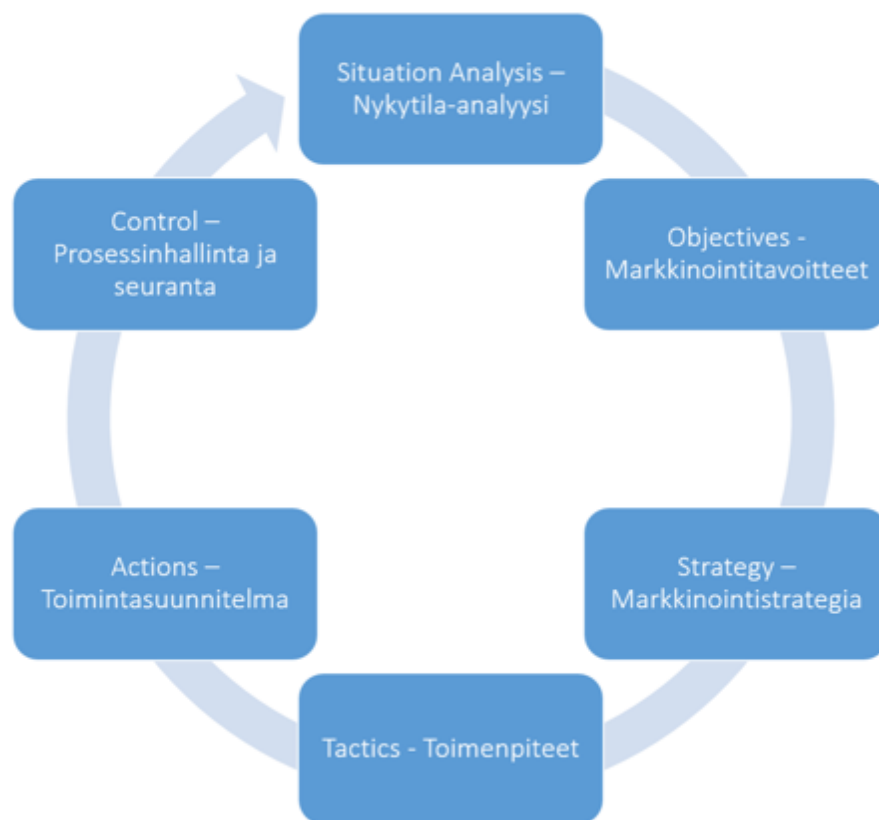 Situation Analysis –
Nykytila-analyysi
Objectives -
Markkinointitavoitteet
Strategy –
Markkinointistrategia
Tactics - Toimenpiteet
Actions –
Toimintasuunnitelma
Control –
Prosessinhallinta ja
seuranta